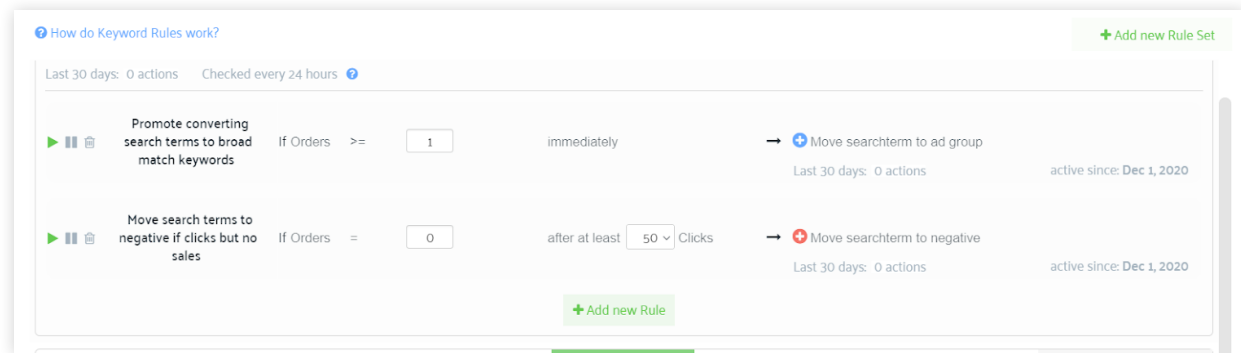 How do Keyword Rules work?
Add new Rule Set
Last 30 days: 0 actions Checked every 24 hours
Promote converting
search terms to broad
match keywords
If Orders >= 1 immediately → Move searchterm to ad group
Last 30 days: 0 actions active since: Dec 1, 2020
Move search terms to
negative if clicks but no
sales
If Orders = 0 after at least 50 Clicks → Move searchterm to negative
Last 30 days: 0 actions active since: Dec 1, 2020
Add new Rule